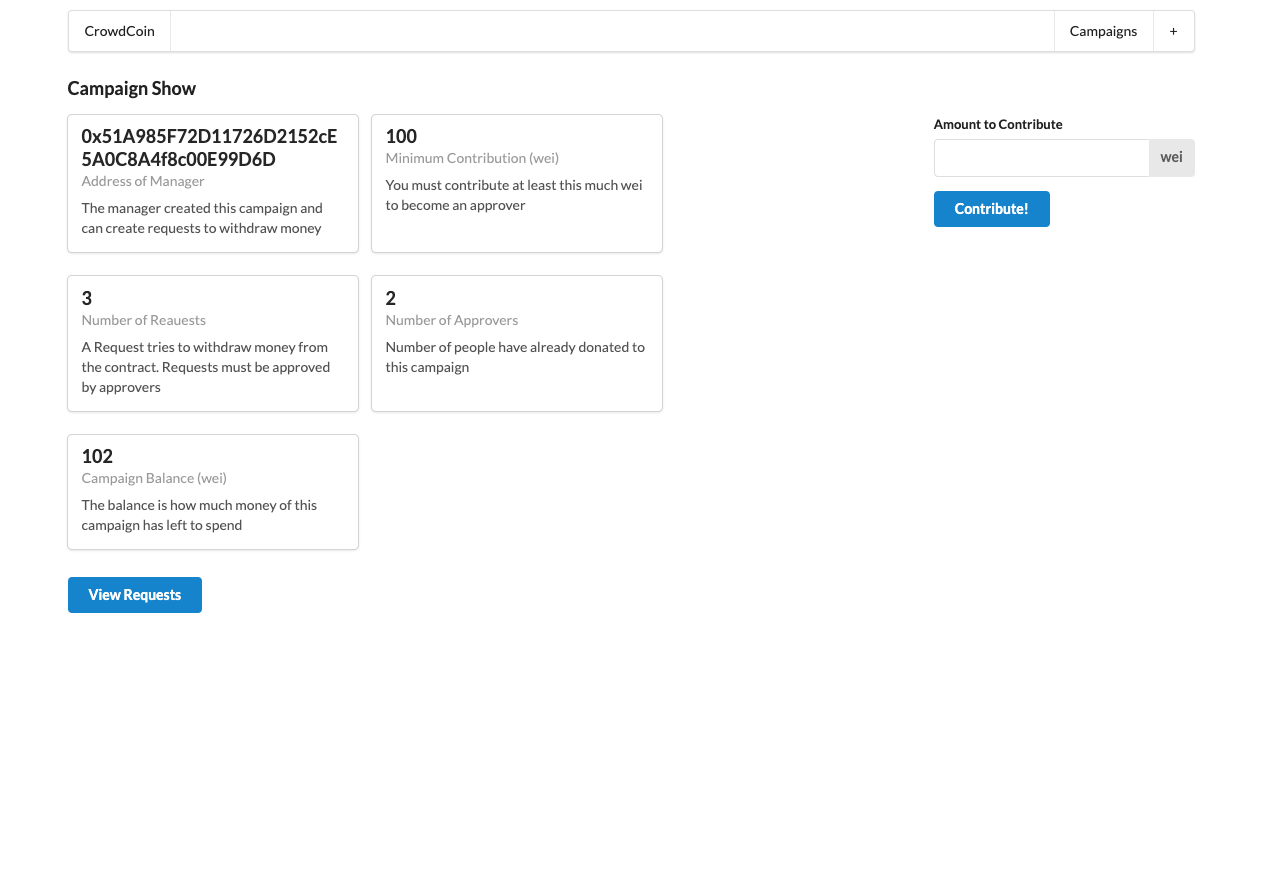 CrowdCoin
Campaigns
+
Campaign Show
0x51A985F72D11726D2152cE
5A0C8A4f8c00E99D6D
Address of Manager
The manager created this campaign and
can create requests to withdraw money
100
Minimum Contribution (wei)
You must contribute at least this much wei
to become an approver
3
Number of Reauests
A Request tries to withdraw money from
the contract. Requests must be approved
by approvers
2
Number of Approvers
Number of people have already donated to
this campaign
102
Campaign Balance (wei)
The balance is how much money of this
campaign has left to spend
View Requests
Amount to Contribute
wei
Contribute!